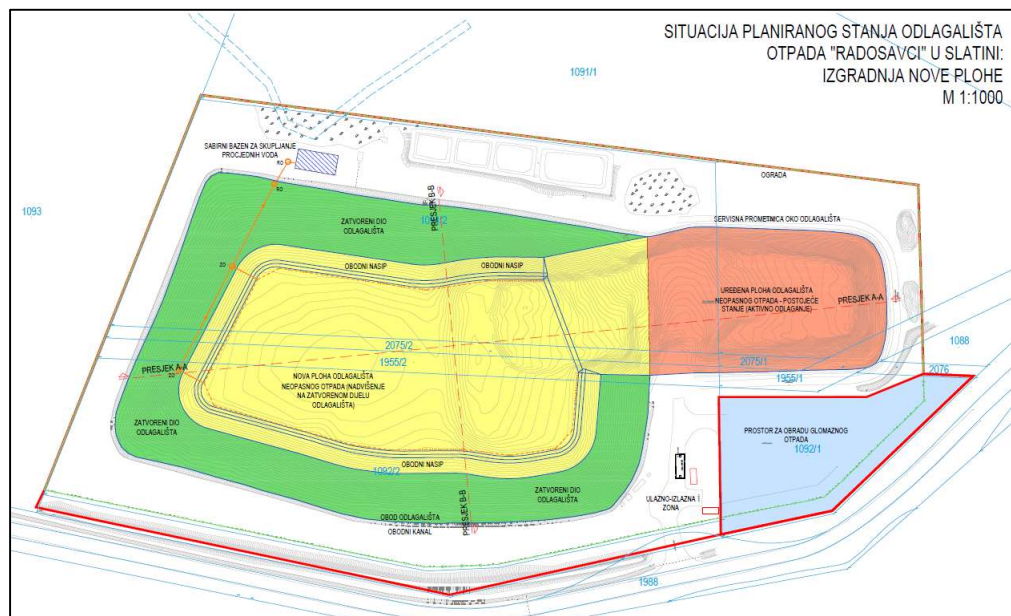 SITUACIJA PLANIRANOG STANJA ODLAGALIŠTA
OTPADA "RADOSAVCI" U SLATINI:
IZGRADNJA NOVE PLOHE
M 1:1000
1091/1
1093
SABIRNI BAZEN ZA SKUPLJANJE
PROCJEDNIH VODA
OGRADA
SERVISNA PROMETNICA OKO ODLAGALIŠTA
ZATVORENI DIO
ODLAGALIŠTA
PRESJEK B-B
OBODNI NASIP
OBODNI NASIP
UREĐENA PLOHA ODLAGALIŠTA
NEOPASNOG OTPADA - POSTOJEĆE
STANJE (AKTIVNO ODLAGANJE)
PRESJEK A-A
2075/2
1955/2
2075/1
1955/1
1088
2076
PRESJEK A-A
NOVA PLOHA ODLAGALIŠTA
NEOPASNOG OTPADA (NADVIŠENJE
NA ZATVORENOM DIJELU
ODLAGALIŠTA)
ZATVORENI DIO
ODLAGALIŠTA
PROSTOR ZA OBRADU GLOMAZNOG
OTPADA
1092/1
OBODNI NASIP
1092/2
ZATVORENI DIO
ODLAGALIŠTA
PRESJEK B-B
ULAZNO-IZLAZNA
ZONA
OBOD ODLAGALIŠTA
OBODNI KANAL
1988